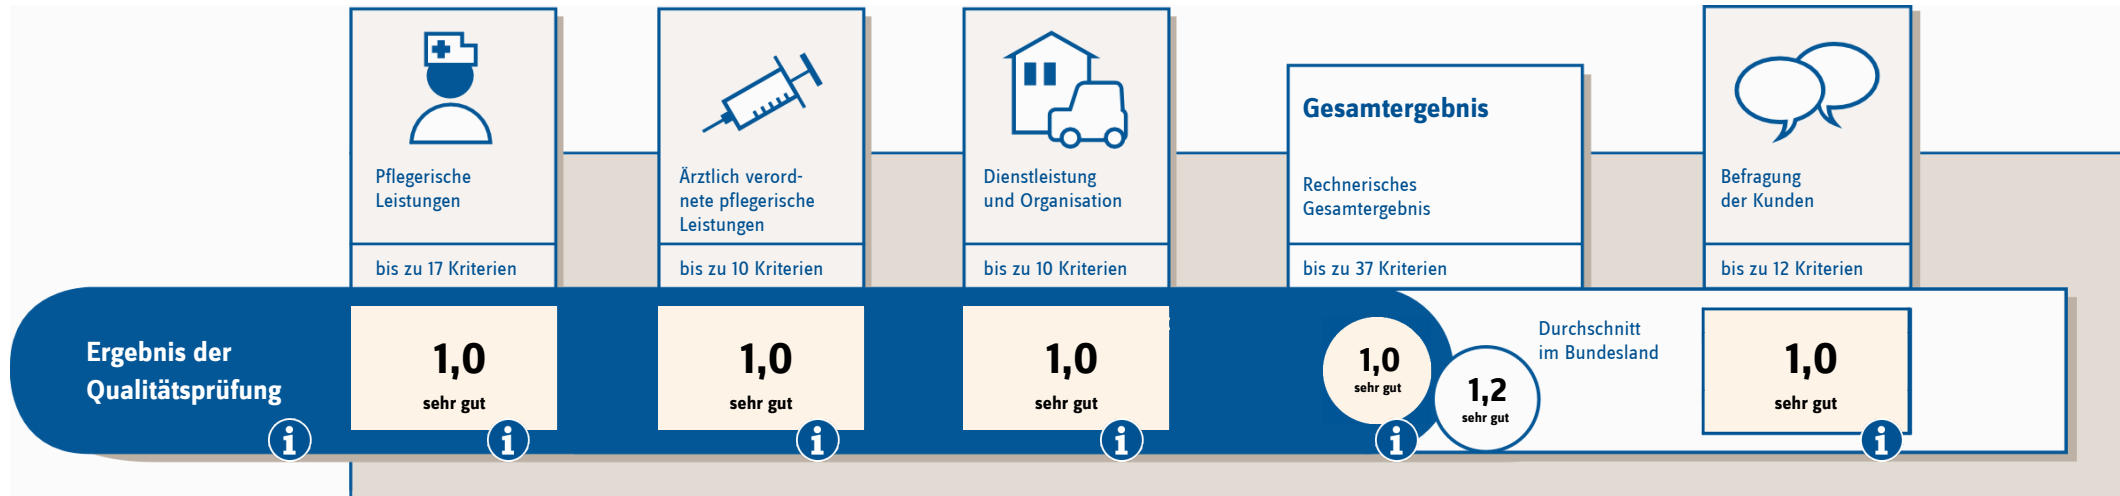 Pflegerische
Leistungen
bis zu 17 Kriterien
Ärztlich verord-
nete pflegerische
Leistungen
bis zu 10 Kriterien
Dienstleistung
und Organisation
bis zu 10 Kriterien
Gesamtergebnis
Rechnerisches
Gesamtergebnis
bis zu 37 Kriterien
Befragung
der Kunden
bis zu 12 Kriterien
Ergebnis der
Qualitätsprüfung
i
1,0
sehr gut
i
1,0
sehr gut
i
1,0
sehr gut
i
1,0
sehr gut
i
1,2
sehr gut
Durchschnitt
im Bundesland
1,0
sehr gut
i